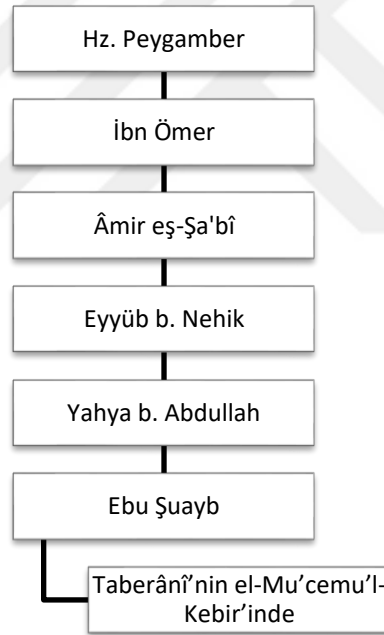 Hz. Peygamber
İbn Ömer
Âmir eş-Şa'bî
Eyyüb b. Nehik
Yahya b. Abdullah
Ebu Şuayb
Taberânî’nin el-Mu’cemu’l-
Kebir’inde